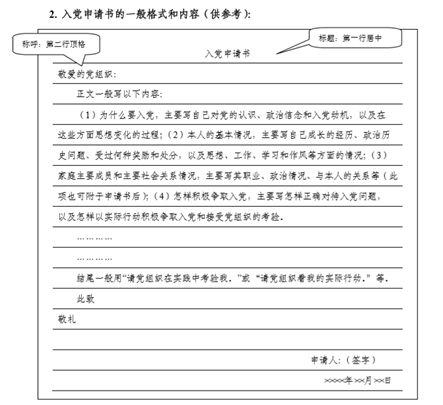 2. 入党申请书的一般格式和内容（供参考）：
称呼：第二行顶格
标题：第一行居中
入党申请书
敬爱的党组织：
正文一般写以下内容：
（1）为什么要入党，主要写自己对党的认识、政治信念和入党动机，以及在
这些方面思想变化的过程；（2）本人的基本情况，主要写自己成长的经历、政治历
史问题、受过何种奖励和处分，以及思想、工作、学习和作风等方面的情况；（3）
家庭主要成员和主要社会关系情况，主要写其职业、政治情况、与本人的关系等（此
项也可附于申请书后）；（4）怎样积极争取入党，主要写怎样正确对待入党问题，
以及怎样以实际行动积极争取入党和接受党组织的考验。
…………
…………
结尾一般用“请党组织在实践中考验我。”或“请党组织看我的实际行动。”等。
此致
敬礼
申请人：（签字）
××××年××月××日